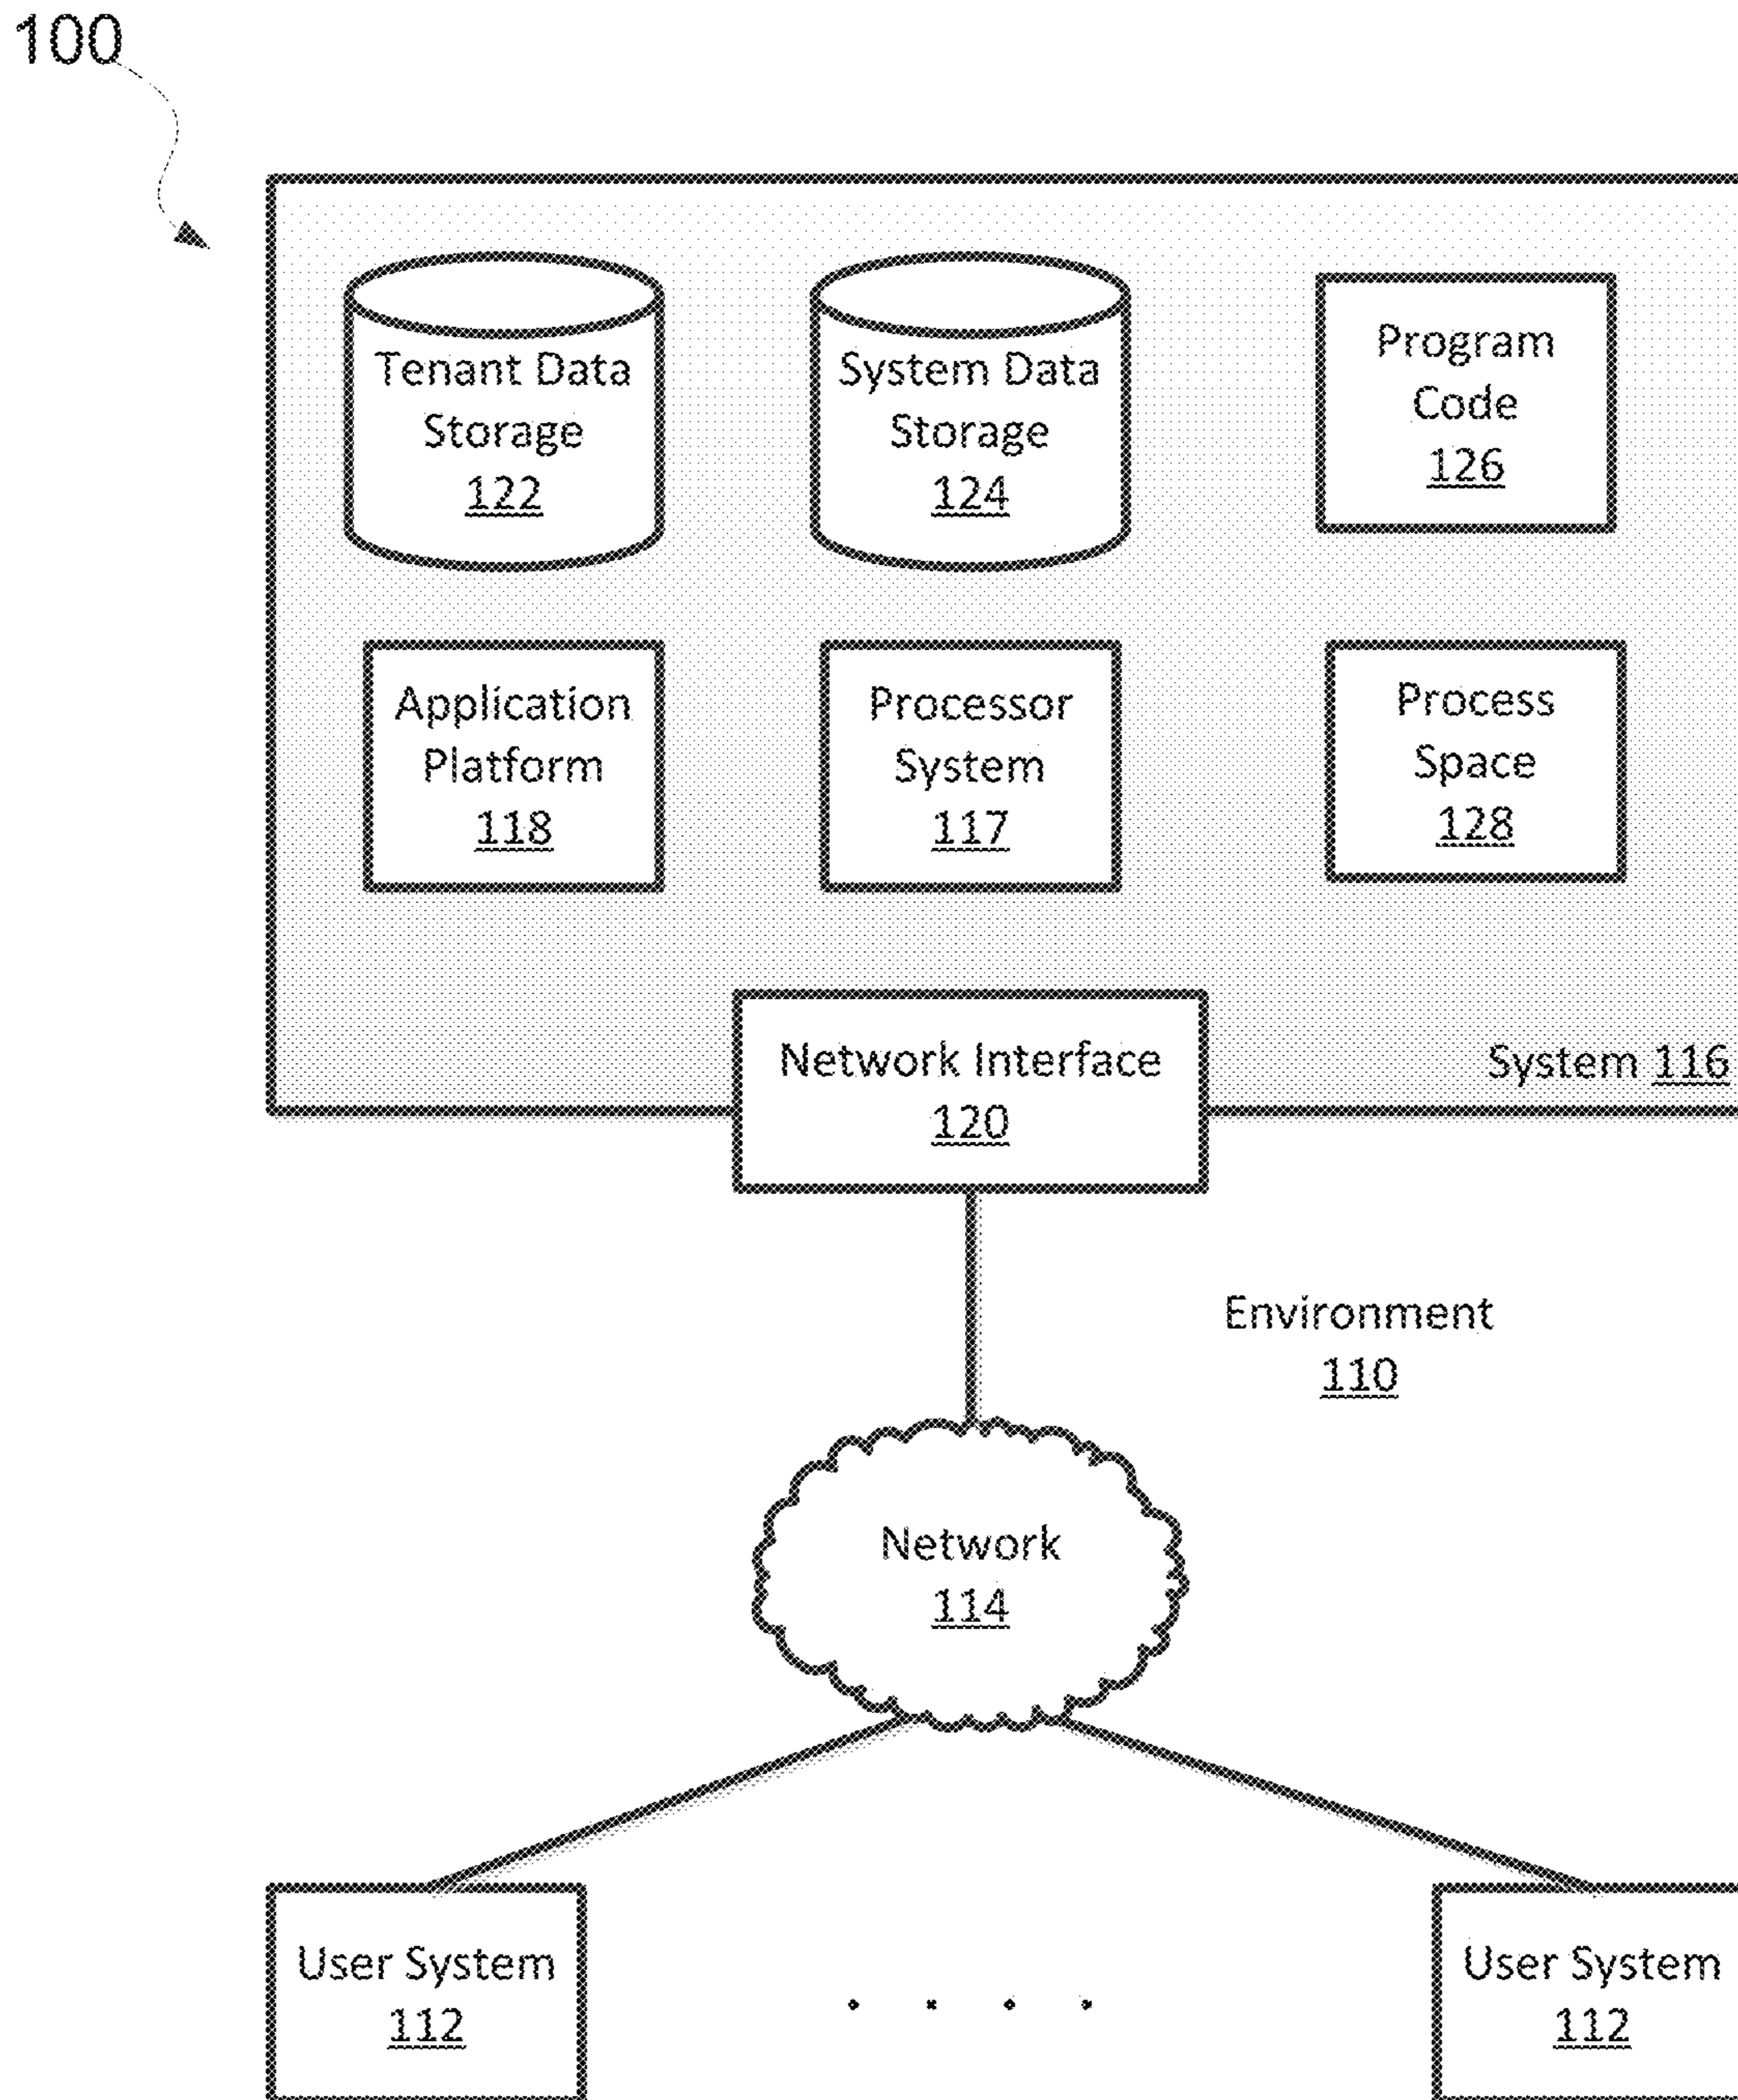 100
Tenant Data
Storage
122
System Data
Storage
124
Program
Code
126
Application
Platform
118
Processor
System
117
Process
Space
128
Network Interface
120
System 116
Environment
110
Network
114
User System
112
User System
112